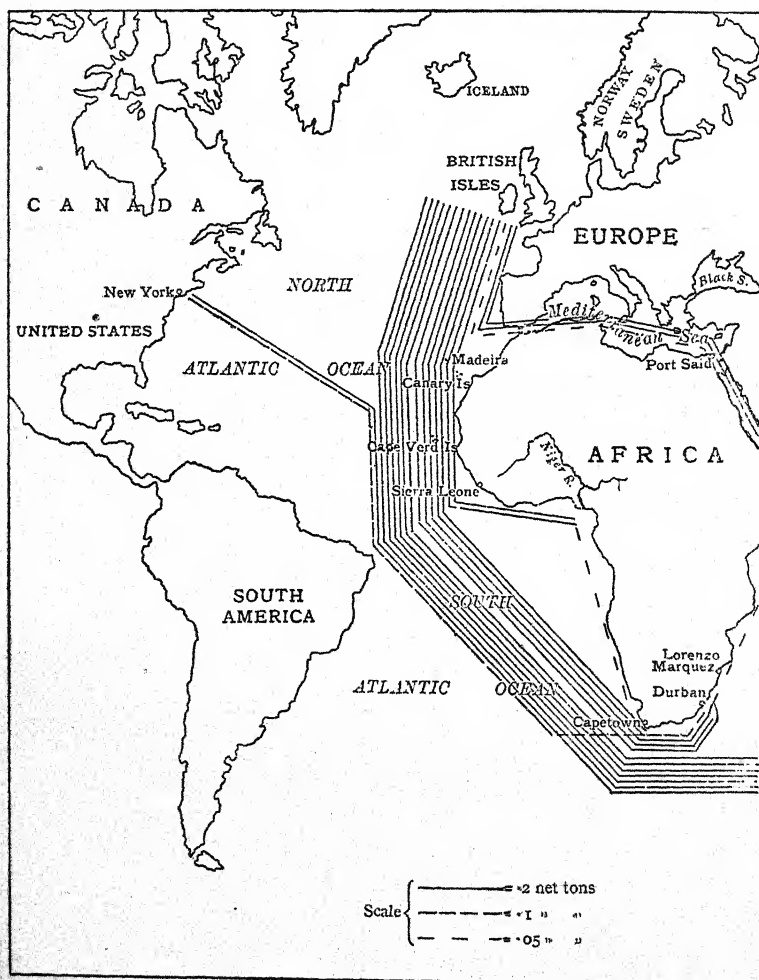 ICELAND
NORWAY
SWEDEN
BRITISH
ISLES
CANADA
EUROPE
Black S.
New York
NORTH
Mediterranean Sea
UNITED STATES
ATLANTIC OCEAN
Madeira
Port Said
Canary Is
AFRICA
Cape Verd Is
Niger R.
Sierra Leone
SOUTH
AMERICA
SOUTH
Lorenzo
Marquez
ATLANTIC OCEAN
Durban
Capetown
Scale
= ·2 net tons
= ·1 " "
= ·05 " "